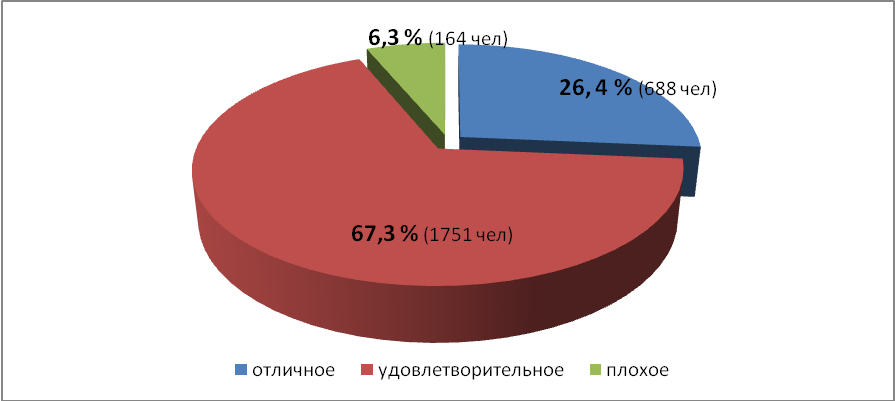 6,3 % (164 чел)
26, 4 % (688 чел)
67,3 % (1751 чел)
отличное удовлетворительное плохое